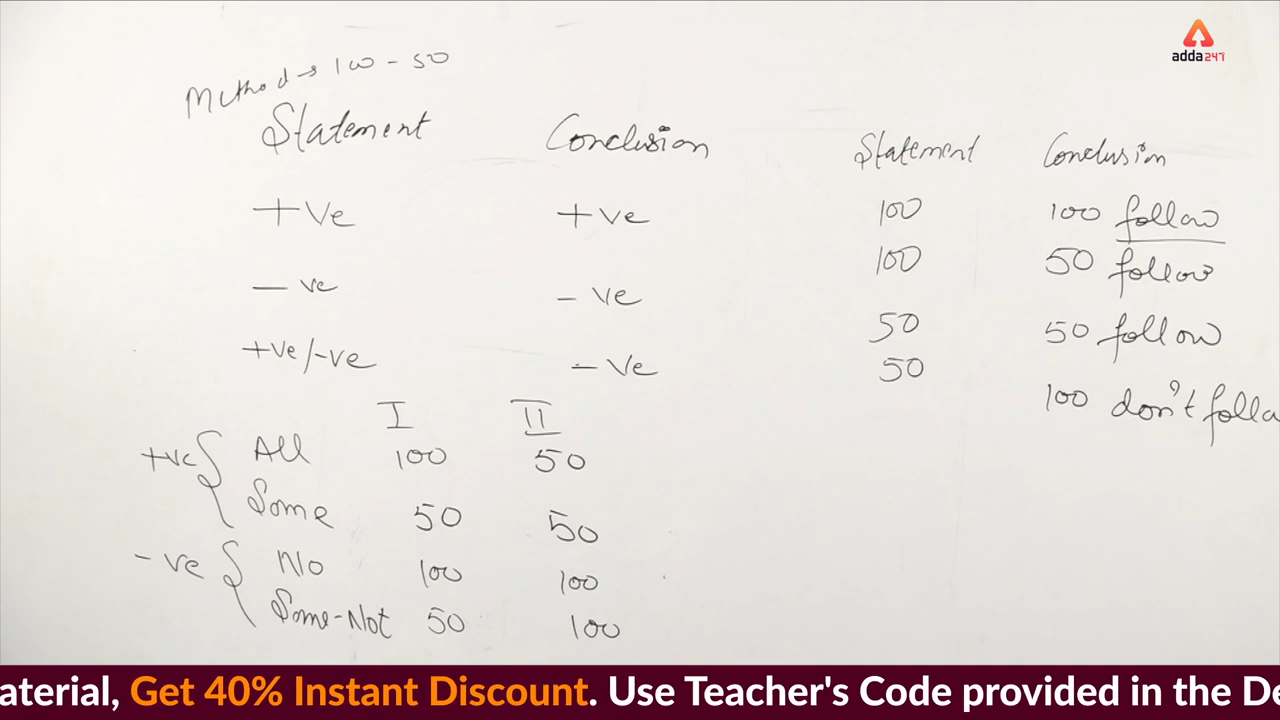 adda247
Method → 100 - 50
Statement Conclusion
+ve +ve
- ve - ve
+ve/-ve - ve
Statement Conclusion
100 100 follow
100 50 follow
50 50 follow
50 100 don't follo
I II
+ve { All 100 50
Some 50 50
- ve { No 100 100
Some-Not 50 100
aterial, Get 40% Instant Discount. Use Teacher's Code provided in the De